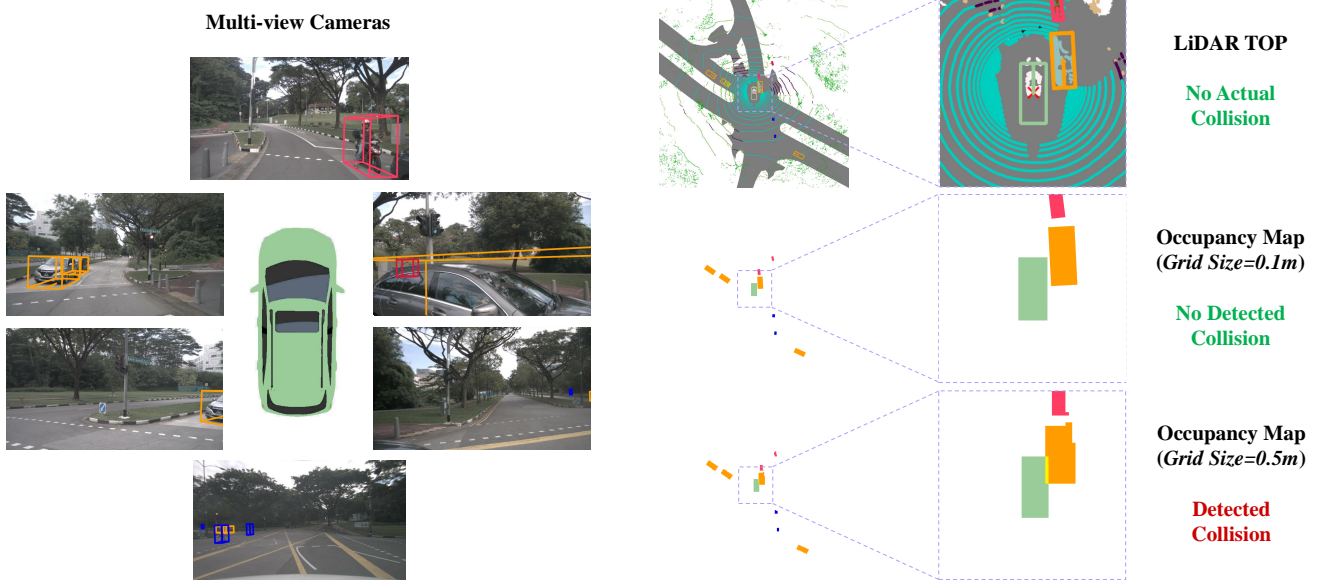 Multi-view Cameras
LiDAR TOP
No Actual
Collision
Occupancy Map
(Grid Size=0.1m)
No Detected
Collision
Occupancy Map
(Grid Size=0.5m)
Detected
Collision